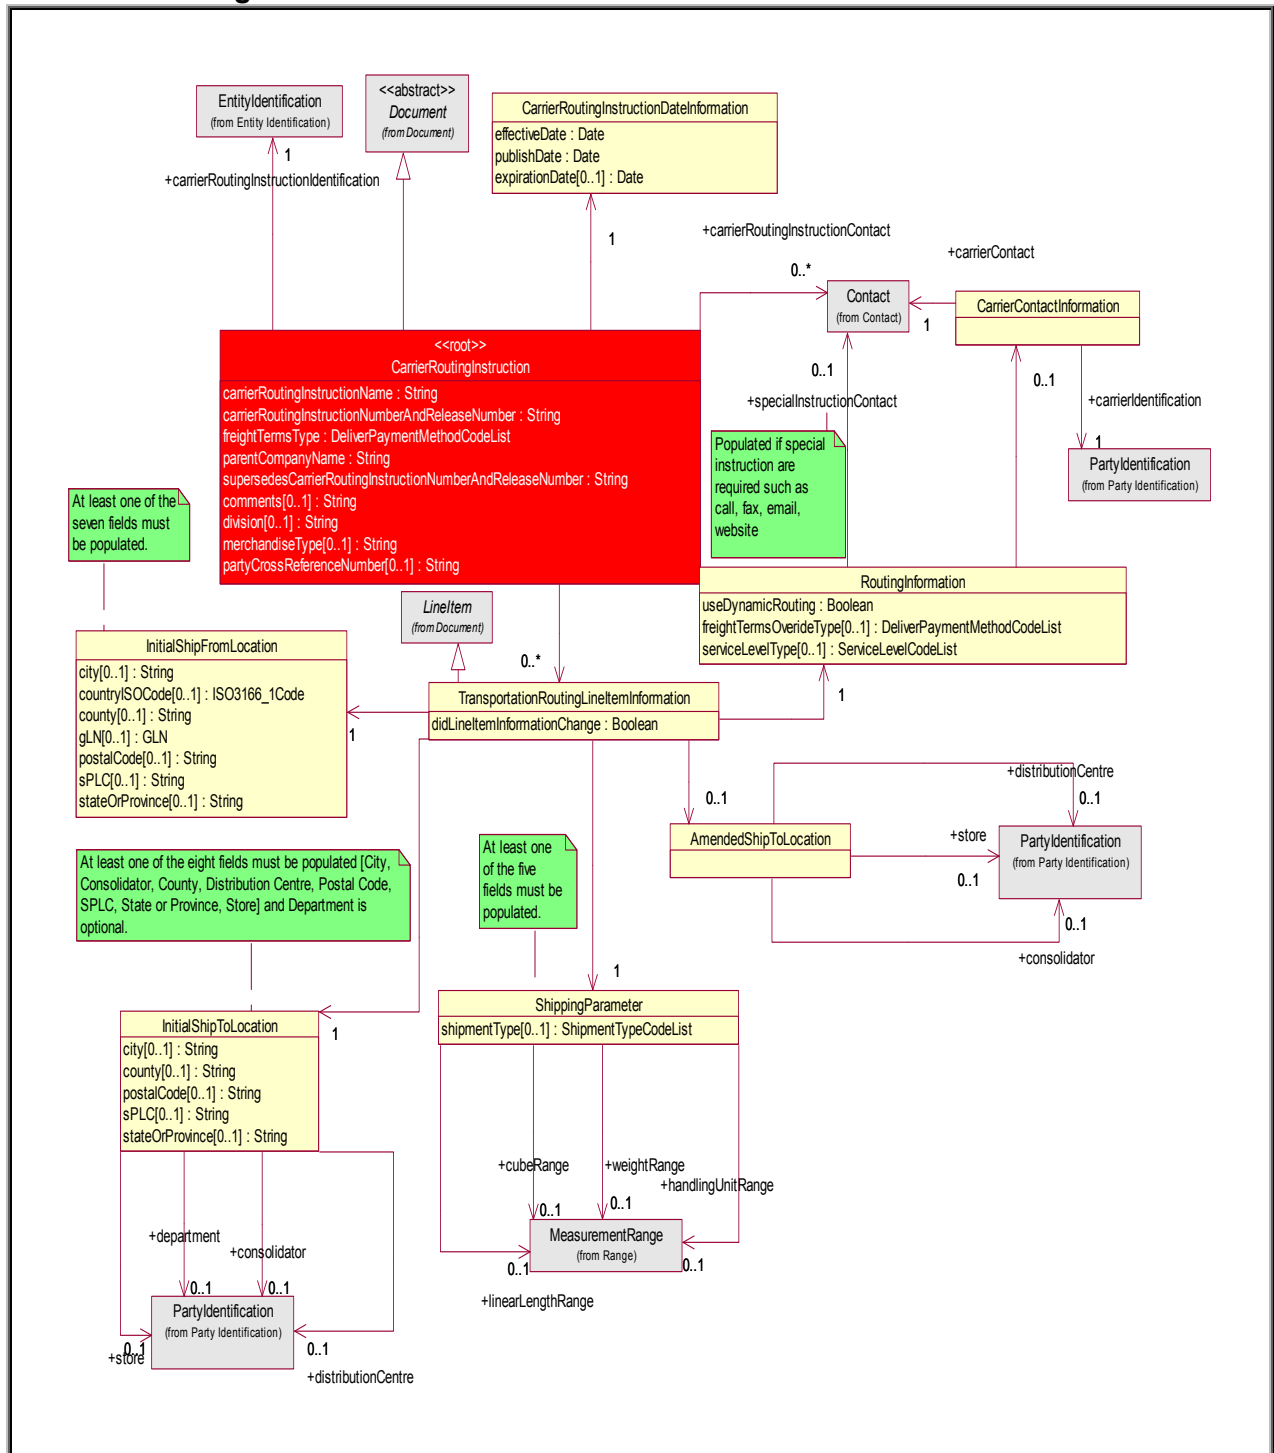 EntityIdentification
(from Entity Identification)
<<abstract>>
Document
(from Document)
CarrierRoutingInstructionDateInformation
effectiveDate : Date
publishDate : Date
expirationDate[0..1] : Date
1
+carrierRoutingInstructionIdentification
1
+carrierRoutingInstructionContact
0..*
+carrierContact
Contact
(from Contact)
1
CarrierContactInformation
<<root>>
CarrierRoutingInstruction
carrierRoutingInstructionName : String
carrierRoutingInstructionNumberAndReleaseNumber : String
freightTermsType : DeliverPaymentMethodCodeList
parentCompanyName : String
supersedesCarrierRoutingInstructionNumberAndReleaseNumber : String
comments[0..1] : String
division[0..1] : String
merchandiseType[0..1] : String
partyCrossReferenceNumber[0..1] : String
0..1
+specialInstructionContact
0..1
+carrierIdentification
1
PartyIdentification
(from Party Identification)
Populated if special
instruction are
required such as
call, fax, email,
website
At least one of the
seven fields must
be populated.
RoutingInformation
useDynamicRouting : Boolean
freightTermsOverideType[0..1] : DeliverPaymentMethodCodeList
serviceLevelType[0..1] : ServiceLevelCodeList
LineItem
(from Document)
0..*
1
InitialShipFromLocation
city[0..1] : String
countryISOCode[0..1] : ISO3166_1Code
county[0..1] : String
gLN[0..1] : GLN
postalCode[0..1] : String
sPLC[0..1] : String
stateOrProvince[0..1] : String
1
TransportationRoutingLineItemInformation
didLineItemInformationChange : Boolean
0..1
AmendedShipToLocation
+distributionCentre
0..1
+store
0..1
PartyIdentification
(from Party Identification)
0..1
+consolidator
At least one of the eight fields must be populated [City,
Consolidator, County, Distribution Centre, Postal Code,
SPLC, State or Province, Store] and Department is
optional.
At least one
of the five
fields must be
populated.
1
ShippingParameter
shipmentType[0..1] : ShipmentTypeCodeList
1
InitialShipToLocation
city[0..1] : String
county[0..1] : String
postalCode[0..1] : String
sPLC[0..1] : String
stateOrProvince[0..1] : String
+cubeRange
+weightRange
+handlingUnitRange
0..1
0..1
MeasurementRange
(from Range)
0..1
0..1
+linearLengthRange
+department
+consolidator
0..1
0..1
PartyIdentification
(from Party Identification)
0..1
+store
0..1
+distributionCentre